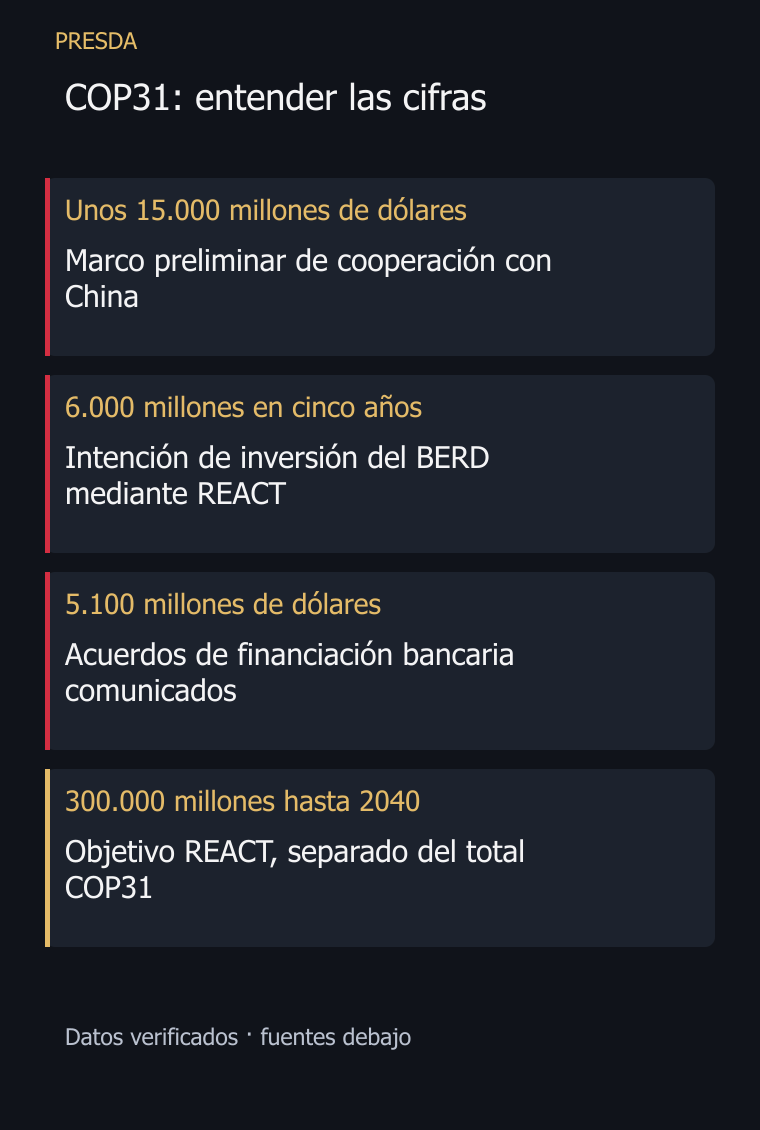 PRESDA
COP31: entender las cifras
Unos 15.000 millones de dólares
Marco preliminar de cooperación con
China
6.000 millones en cinco años
Intención de inversión del BERD
mediante REACT
5.100 millones de dólares
Acuerdos de financiación bancaria
comunicados
300.000 millones hasta 2040
Objetivo REACT, separado del total
COP31
Datos verificados · fuentes debajo